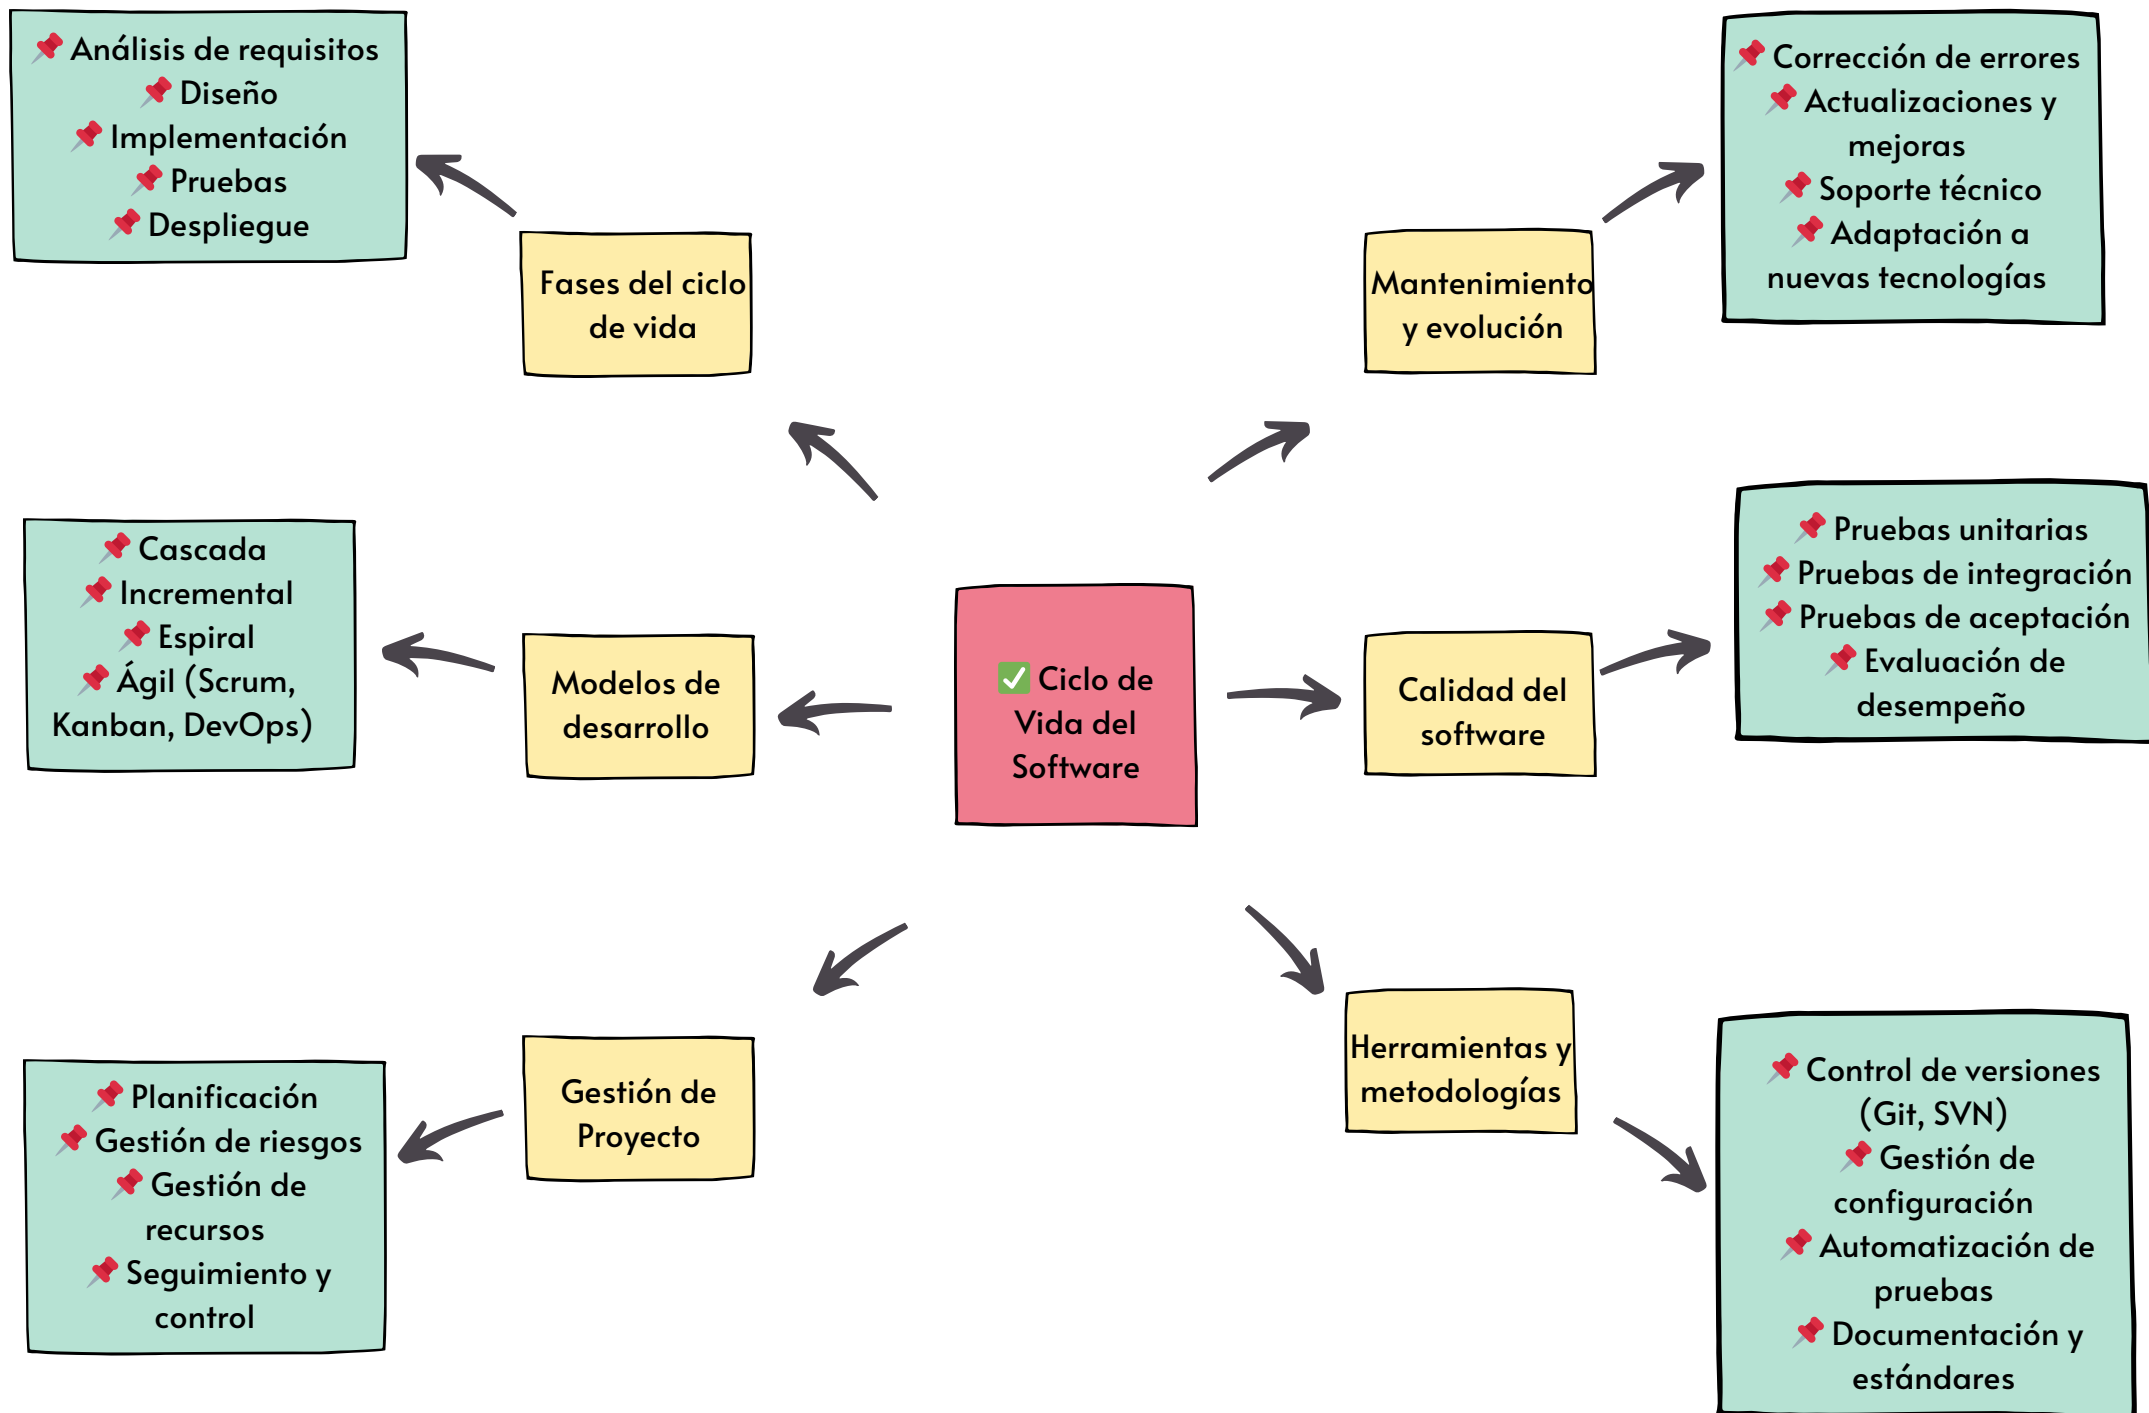 📌 Análisis de requisitos
📌 Diseño
📌 Implementación
📌 Pruebas
📌 Despliegue
Fases del ciclo
de vida
Mantenimiento
y evolución
📌 Corrección de errores
📌 Actualizaciones y
mejoras
📌 Soporte técnico
📌 Adaptación a
nuevas tecnologías
📌 Cascada
📌 Incremental
📌 Espiral
📌 Ágil (Scrum,
Kanban, DevOps)
Modelos de
desarrollo
✅ Ciclo de
Vida del
Software
Calidad del
software
📌 Pruebas unitarias
📌 Pruebas de integración
📌 Pruebas de aceptación
📌 Evaluación de
desempeño
📌 Planificación
📌 Gestión de riesgos
📌 Gestión de
recursos
📌 Seguimiento y
control
Gestión de
Proyecto
Herramientas y
metodologías
📌 Control de versiones
(Git, SVN)
📌 Gestión de
configuración
📌 Automatización de
pruebas
📌 Documentación y
estándares